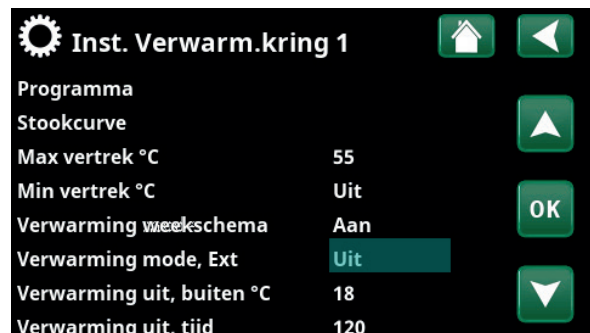 Inst. Verwarm.kring 1
Programma
Stookcurve
Max vertrek °C 55
Min vertrek °C Uit
Verwarming weekschema Aan
Verwarming mode, Ext Uit
OK
Verwarming uit, buiten °C 18
Verwarming uit, tijd 120